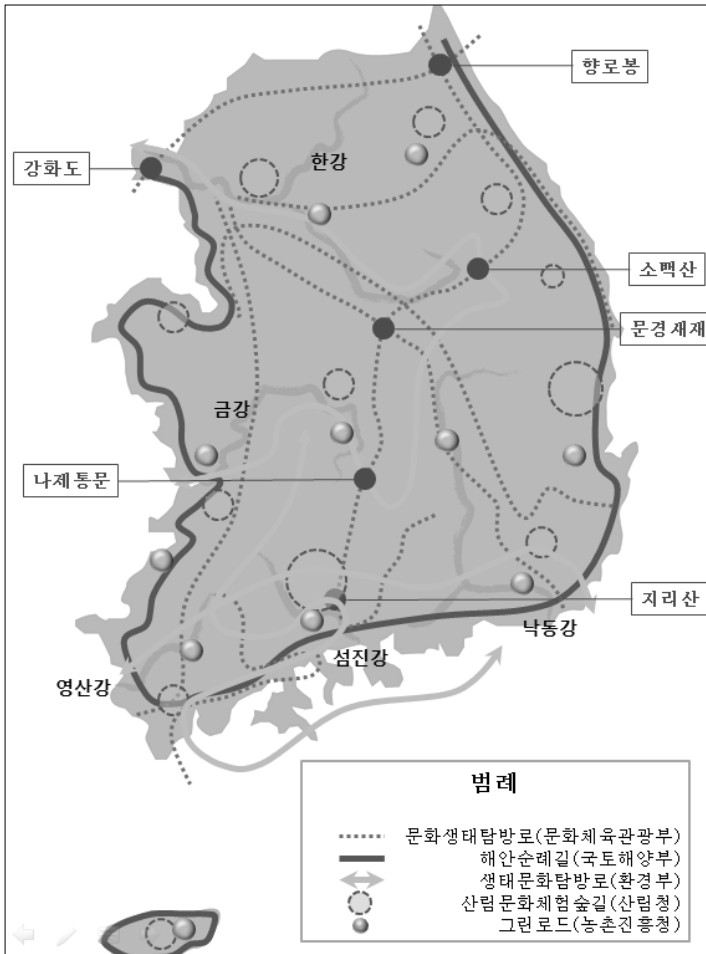 향로봉
한강
강화도
소백산
문경재재
금강
나제통문
지리산
낙동강
섬진강
영산강
범례
문화생태탐방로(문화체육관광부)
해안순례길(국토해양부)
생태문화탐방로(환경부)
산림문화체험숲길(산림청)
그린로드(농촌진흥청)